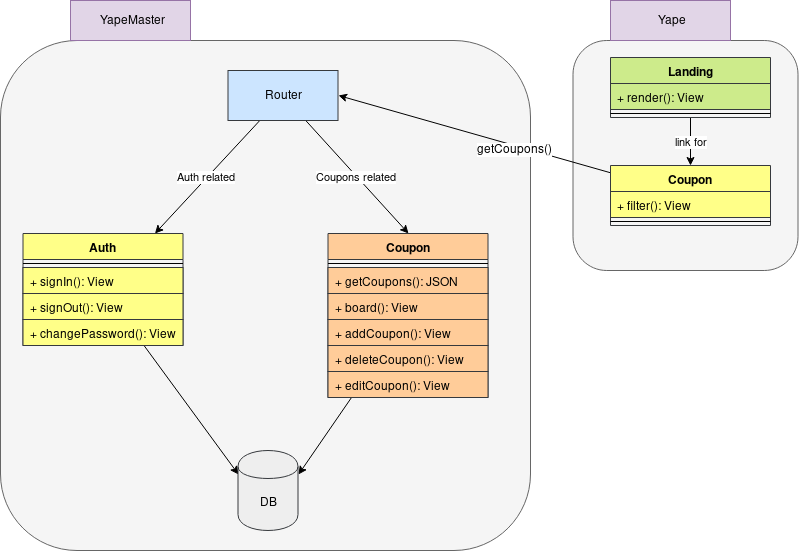 YapeMaster
Yape
Router
Landing
+ render(): View
link for
getCoupons()
Coupon
+ filter(): View
Auth related
Coupons related
Auth
+ signIn(): View
+ signOut(): View
+ changePassword(): View
Coupon
+ getCoupons(): JSON
+ board(): View
+ addCoupon(): View
+ deleteCoupon(): View
+ editCoupon(): View
DB